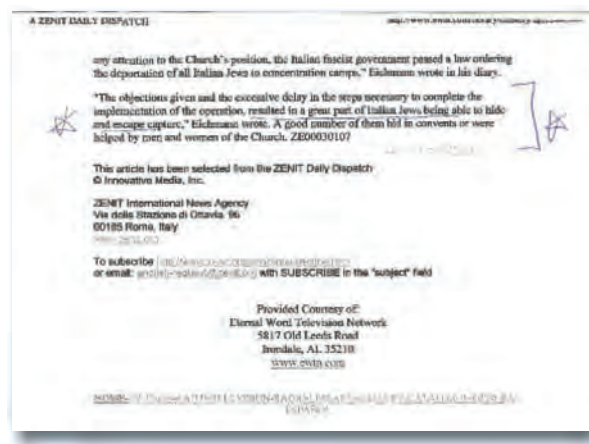 A ZENIT DAILY DISPATCH
any attention to the Church's position, the Italian fascist government passed a law ordering
the deportation of all Italian Jews to concentration camps," Eichmann wrote in his diary.
"The objections given and the excessive delay in the steps necessary to complete the
implementation of the operation, resulted in a great part of Italian Jews being able to hide
and escape capture," Eichmann wrote. A good number of them hid in convents or were
helped by men and women of the Church. ZE00030107
This article has been selected from the ZENIT Daily Dispatch
© Innovative Media, Inc.
ZENIT International News Agency
Via della Stazione di Ottavia, 95
00165 Rome, Italy
To subscribe
or email: with SUBSCRIBE in the "subject" field
Provided Courtesy of:
Eternal Word Television Network
5817 Old Leeds Road
Irondale, AL 35210
www.ewtn.com